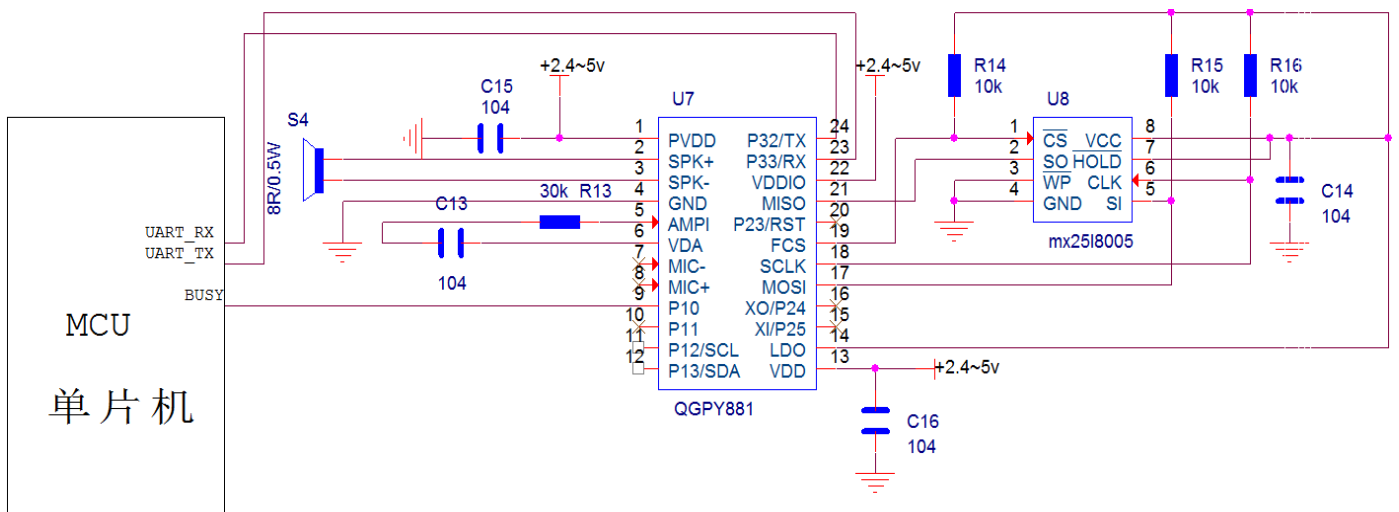 +2.4~5v
+2.4~5v
C15
104
U7
R14
10k
R15
10k
R16
10k
U8
S4
8R/0.5W
1 PVDD P32/TX 24
2 SPK+ P33/RX 23
3 SPK- VDDIO 22
4 GND MISO 21
5 AMPI P23/RST 20
6 VDA FCS 19
7 MIC- SCLK 18
8 MIC+ MOSI 17
9 P10 XO/P24 16
10 P11 XI/P25 15
11 P12/SCL LDO 14
12 P13/SDA VDD 13
QGPY881
30k R13
C13
104
1 CS VCC 8
2 SO HOLD 7
3 WP CLK 6
4 GND SI 5
mx25l8005
C14
104
UART_RX
UART_TX
BUSY
MCU
单片机
+2.4~5v
C16
104